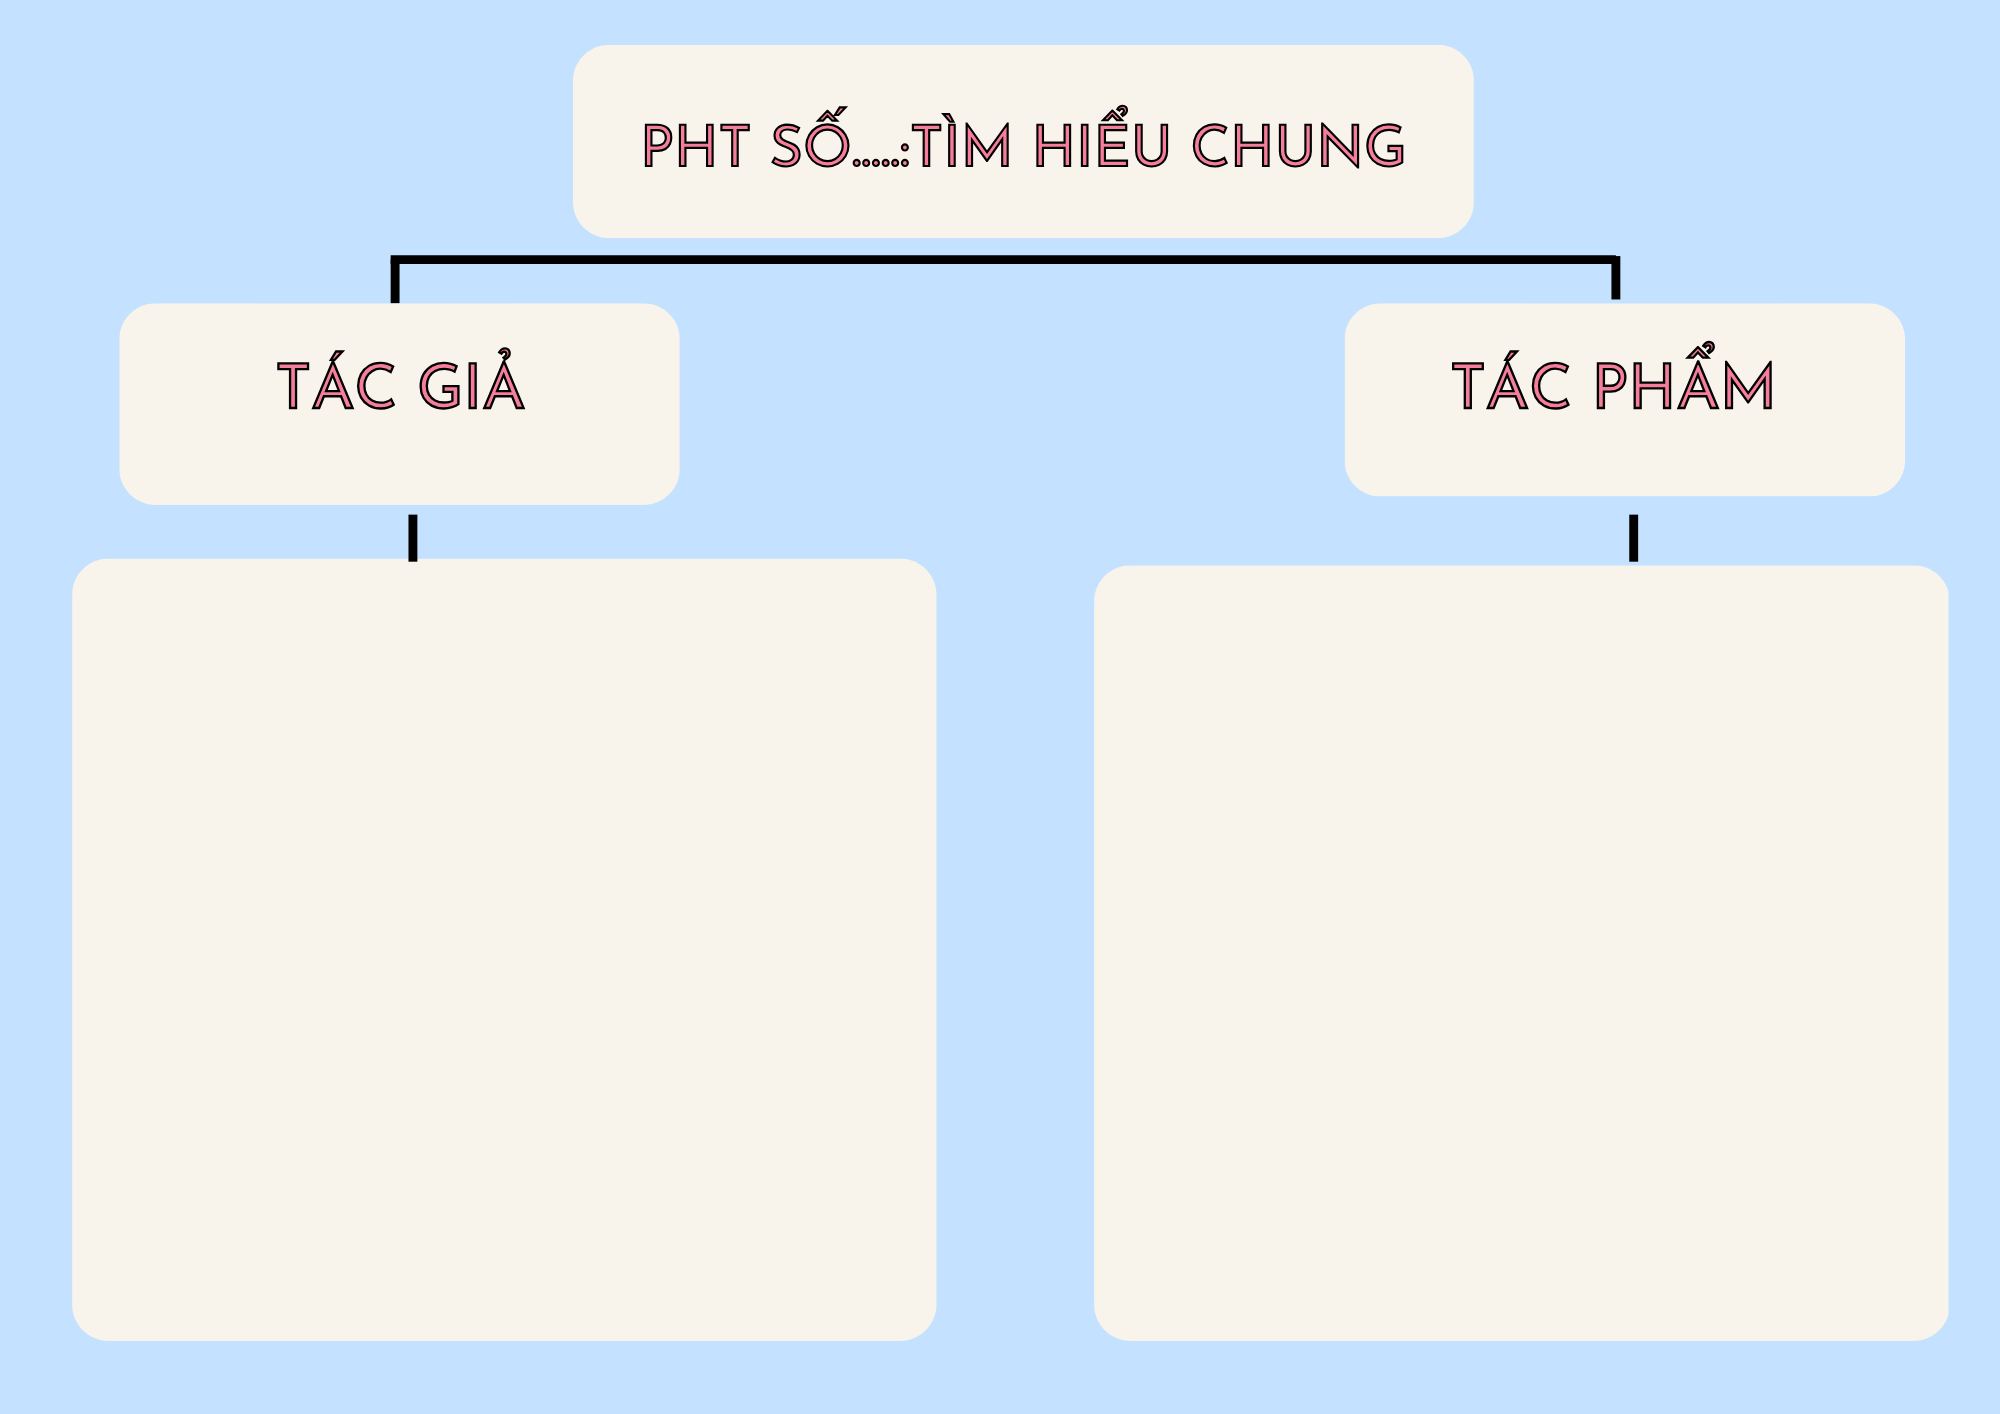 PHT SỐ.....:TÌM HIỂU CHUNG
TÁC GIẢ
TÁC PHẨM